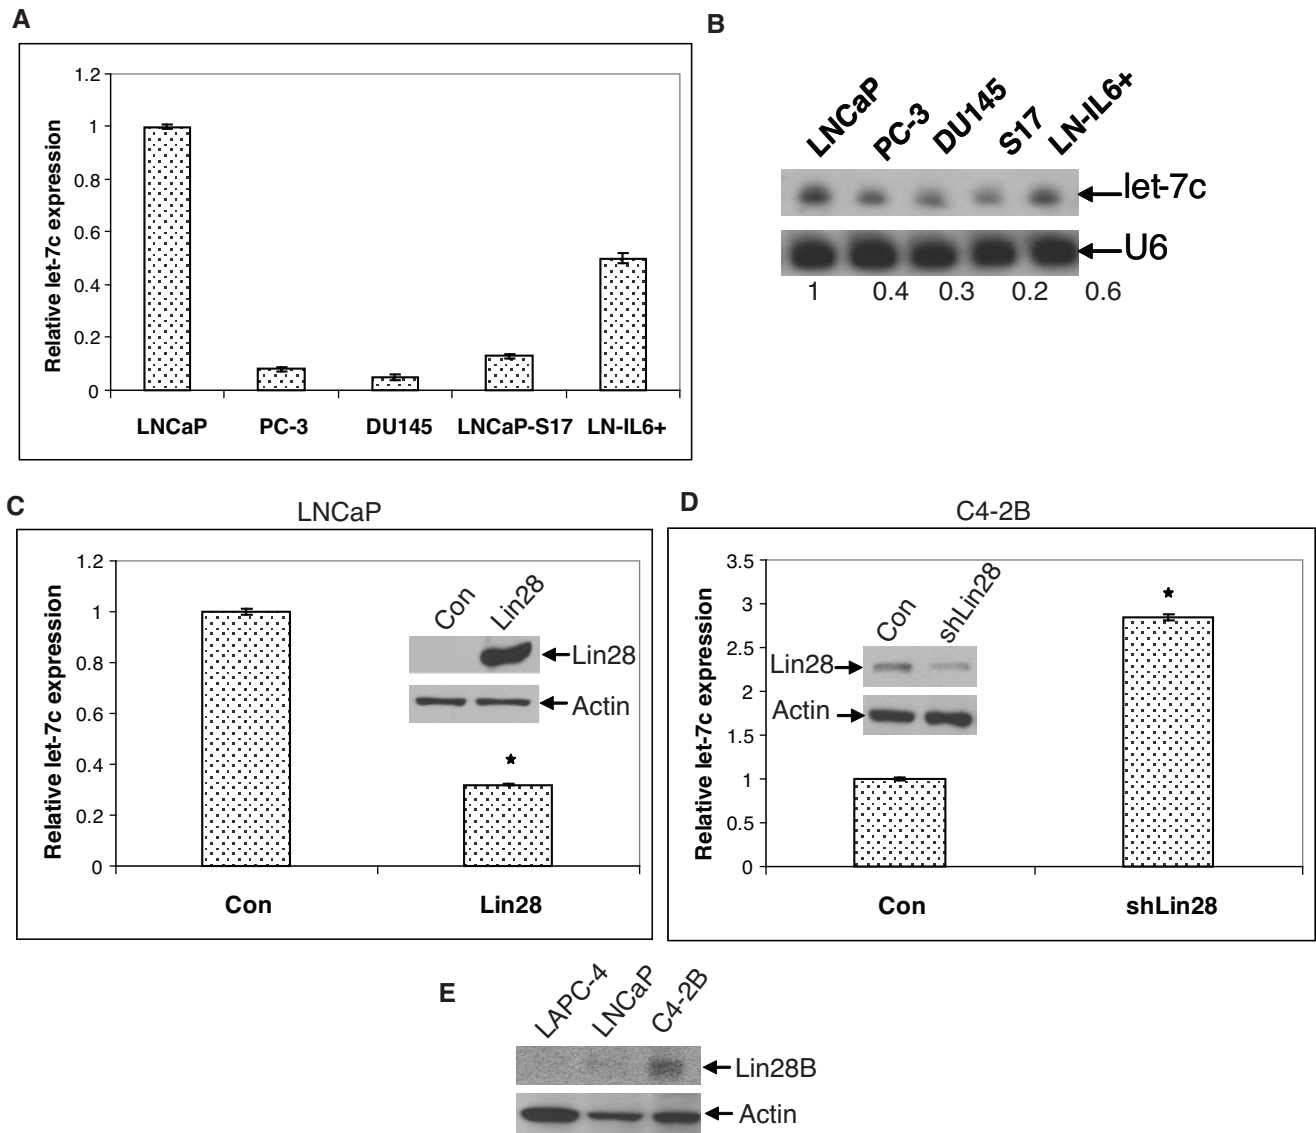 A
Relative let-7c expression
1.2
1
0.8
0.6
0.4
0.2
0
LNCaP PC-3 DU145 LNCaP-S17 LN-IL6+
B
LNCaP PC-3 DU145 S17 LN-IL6+
let-7c
U6
1 0.4 0.3 0.2 0.6
C
LNCaP
Relative let-7c expression
1.2
1
0.8
0.6
0.4
0.2
0
Con Lin28
Lin28
Actin
Con Lin28
D
C4-2B
Relative let-7c expression
3.5
3
2.5
2
1.5
1
0.5
0
Con shLin28
Lin28
Actin
Con shLin28
E
LAPC-4 LNCaP C4-2B
Lin28B
Actin